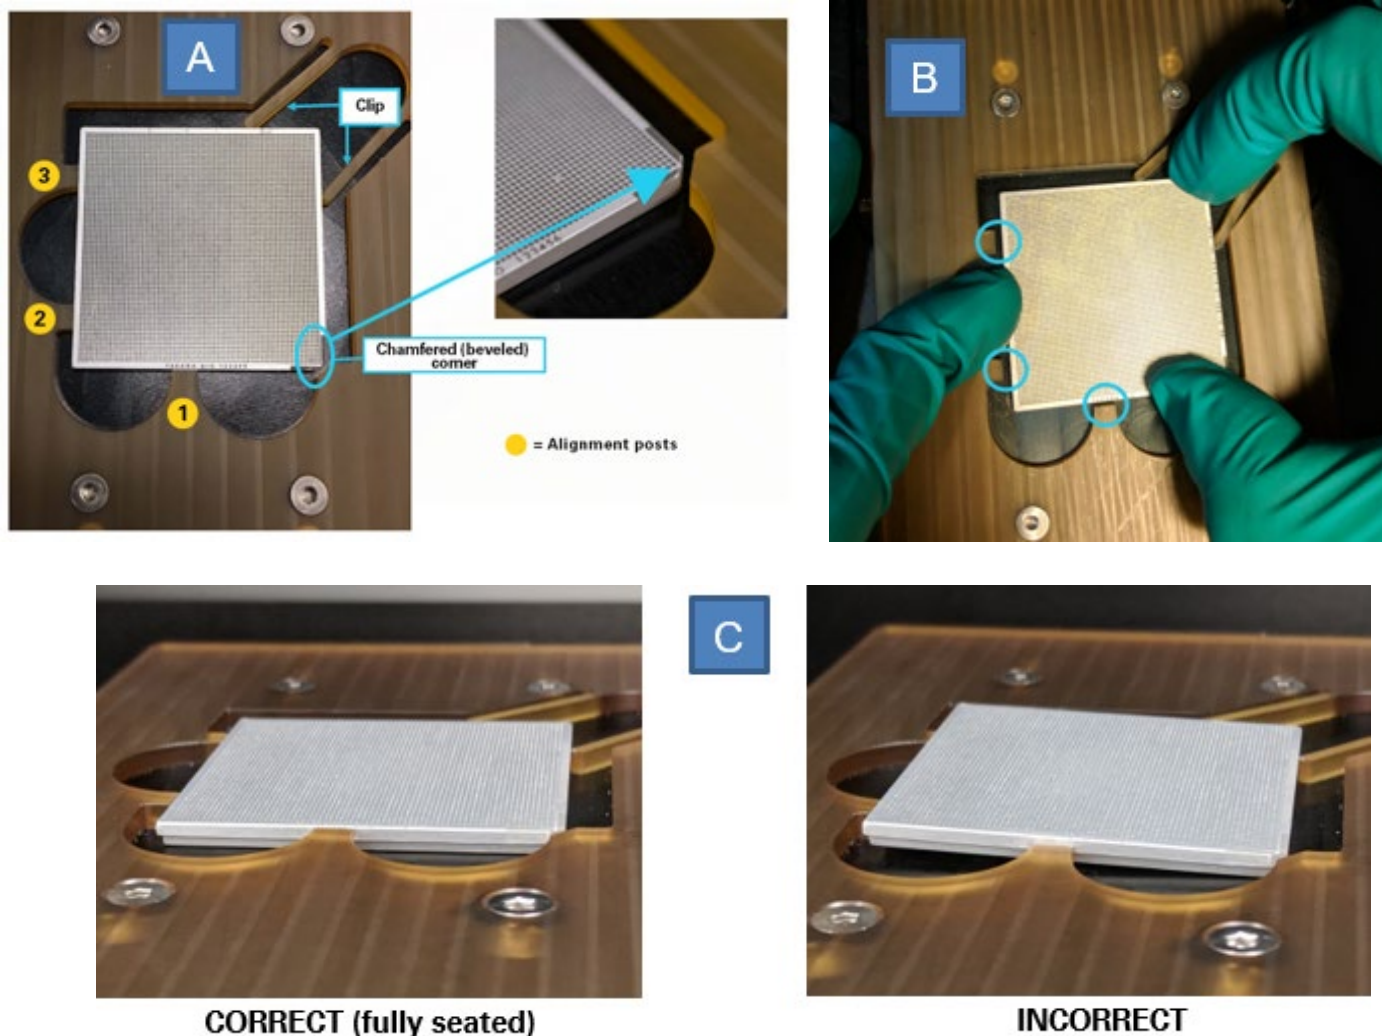 A
Clip
3
2
1
Chamfered (beveled)
corner
= Alignment posts
B
C
CORRECT (fully seated)
INCORRECT